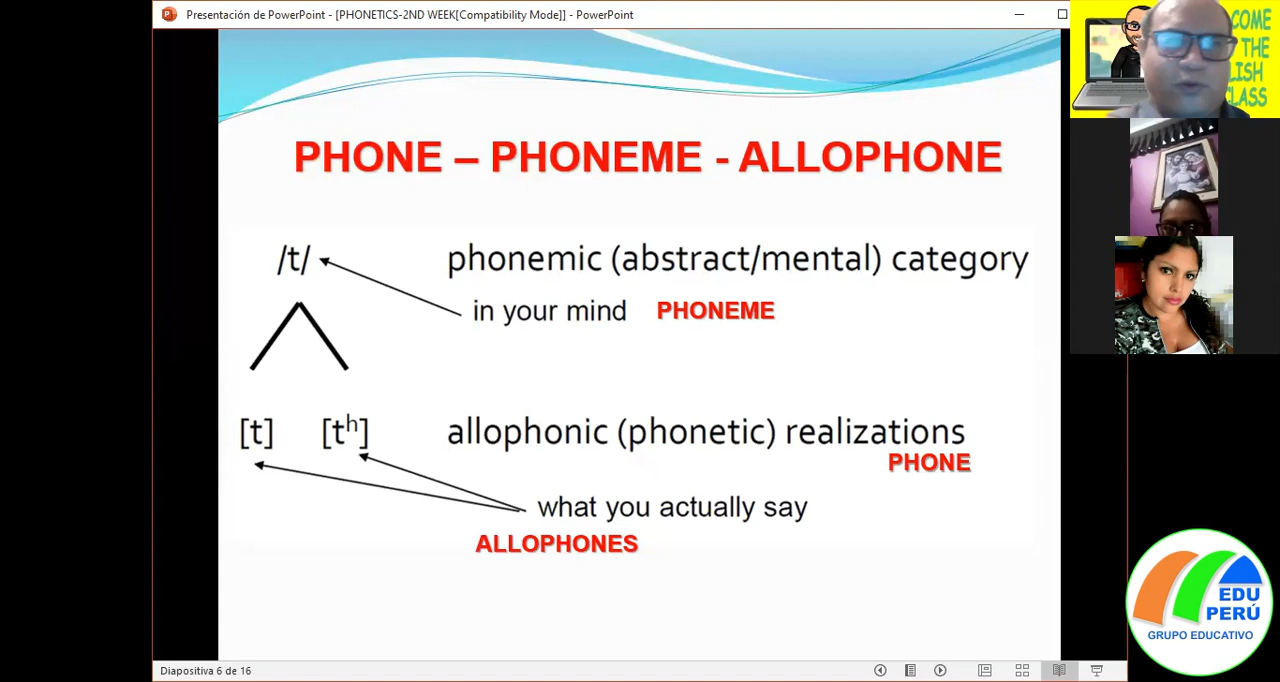 Presentación de PowerPoint - [PHONETICS-2ND WEEK[Compatibility Mode]] - PowerPoint
PHONE – PHONEME - ALLOPHONE
/t/ phonemic (abstract/mental) category
in your mind PHONEME
[t] [tʰ] allophonic (phonetic) realizations
PHONE
what you actually say
ALLOPHONES
Diapositiva 6 de 16
COME
THE
LISH
CLASS
EDU
PERÚ
GRUPO EDUCATIVO